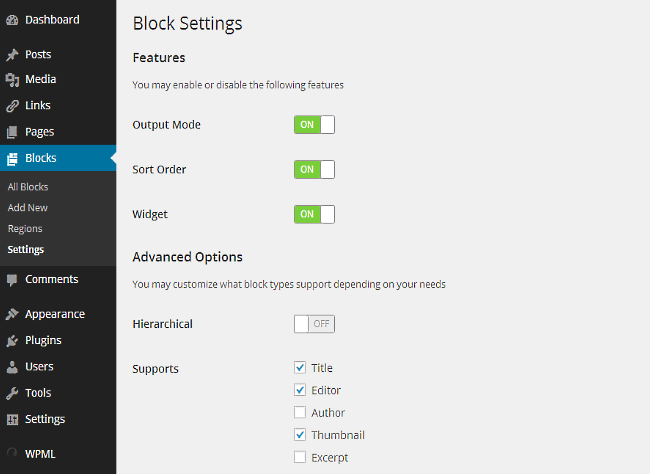 Dashboard
Posts
Media
Links
Pages
Blocks
All Blocks
Add New
Regions
Settings
Comments
Appearance
Plugins
Users
Tools
Settings
WPML
Block Settings
Features
You may enable or disable the following features
Output Mode ON
Sort Order ON
Widget ON
Advanced Options
You may customize what block types support depending on your needs
Hierarchical OFF
Supports Title
Editor
Author
Thumbnail
Excerpt